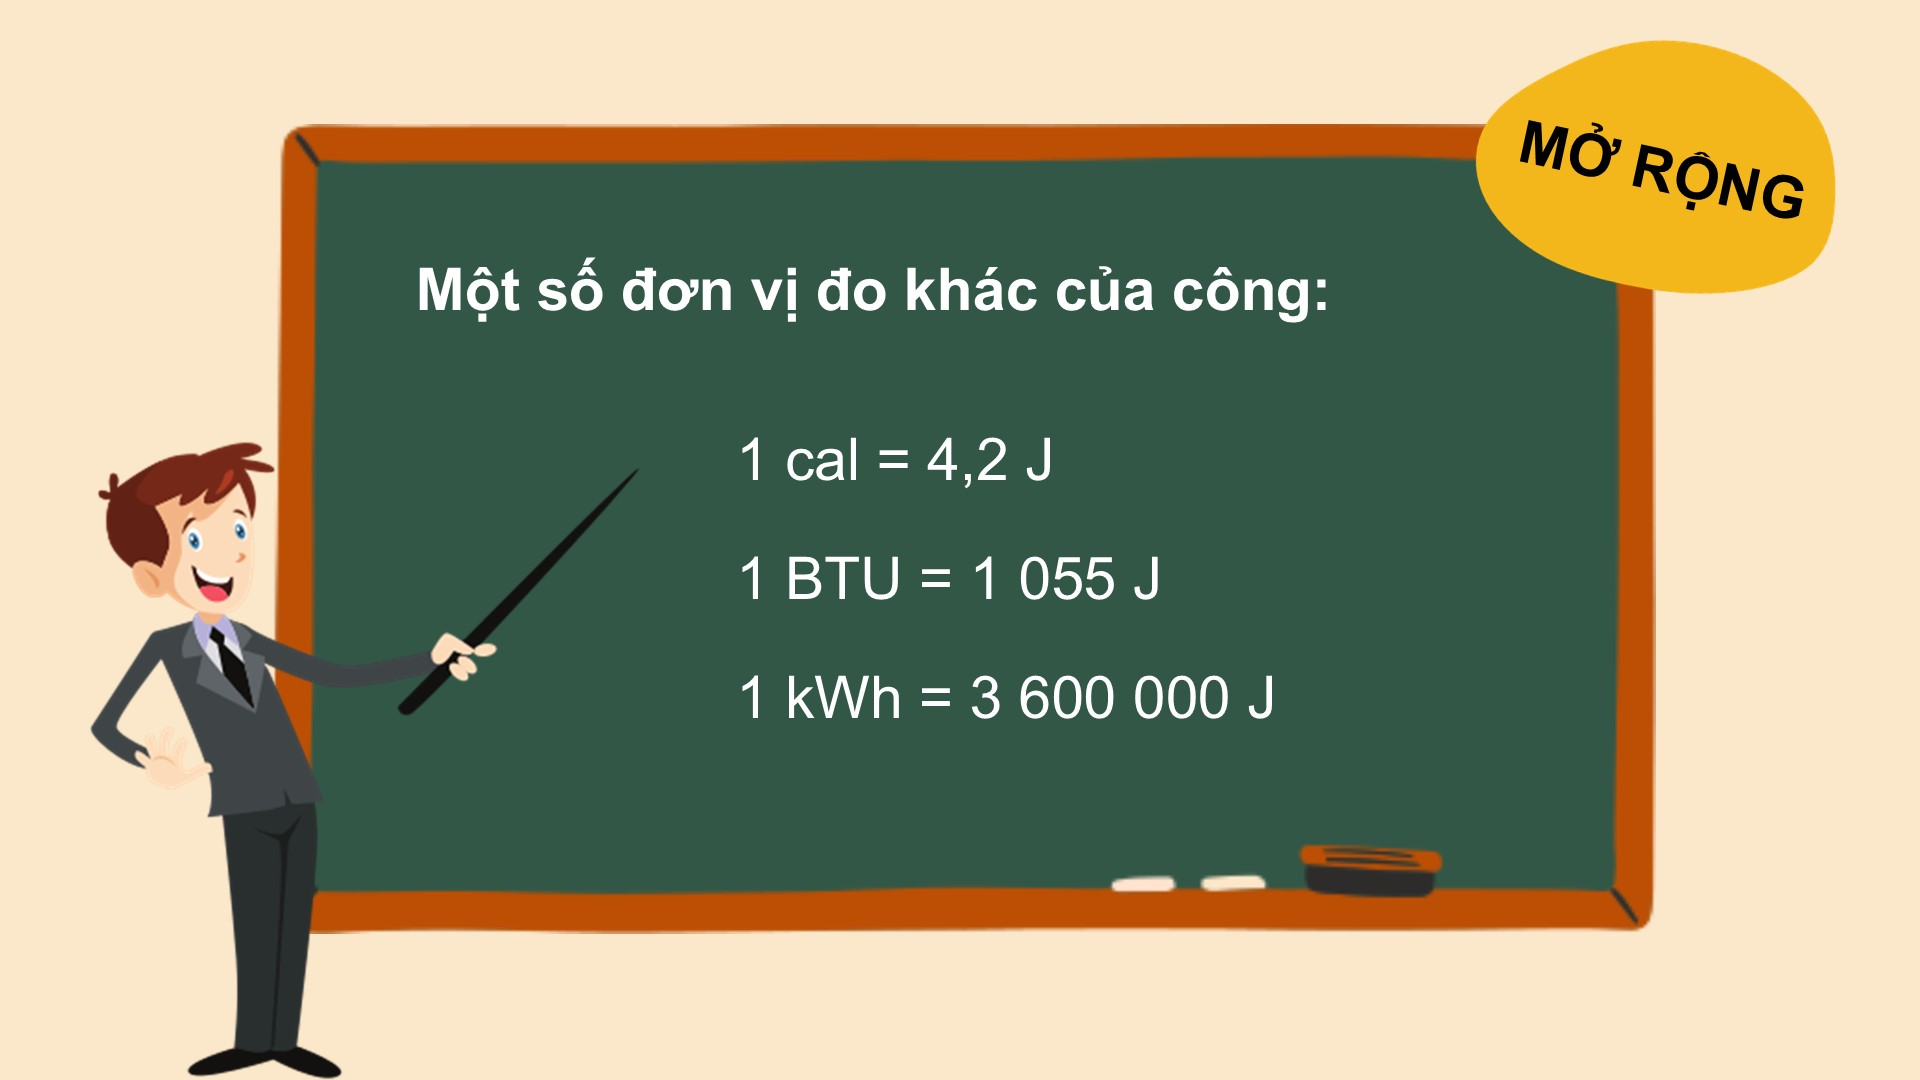 MỞ RỘNG
Một số đơn vị đo khác của công:
1 cal = 4,2 J
1 BTU = 1 055 J
1 kWh = 3 600 000 J